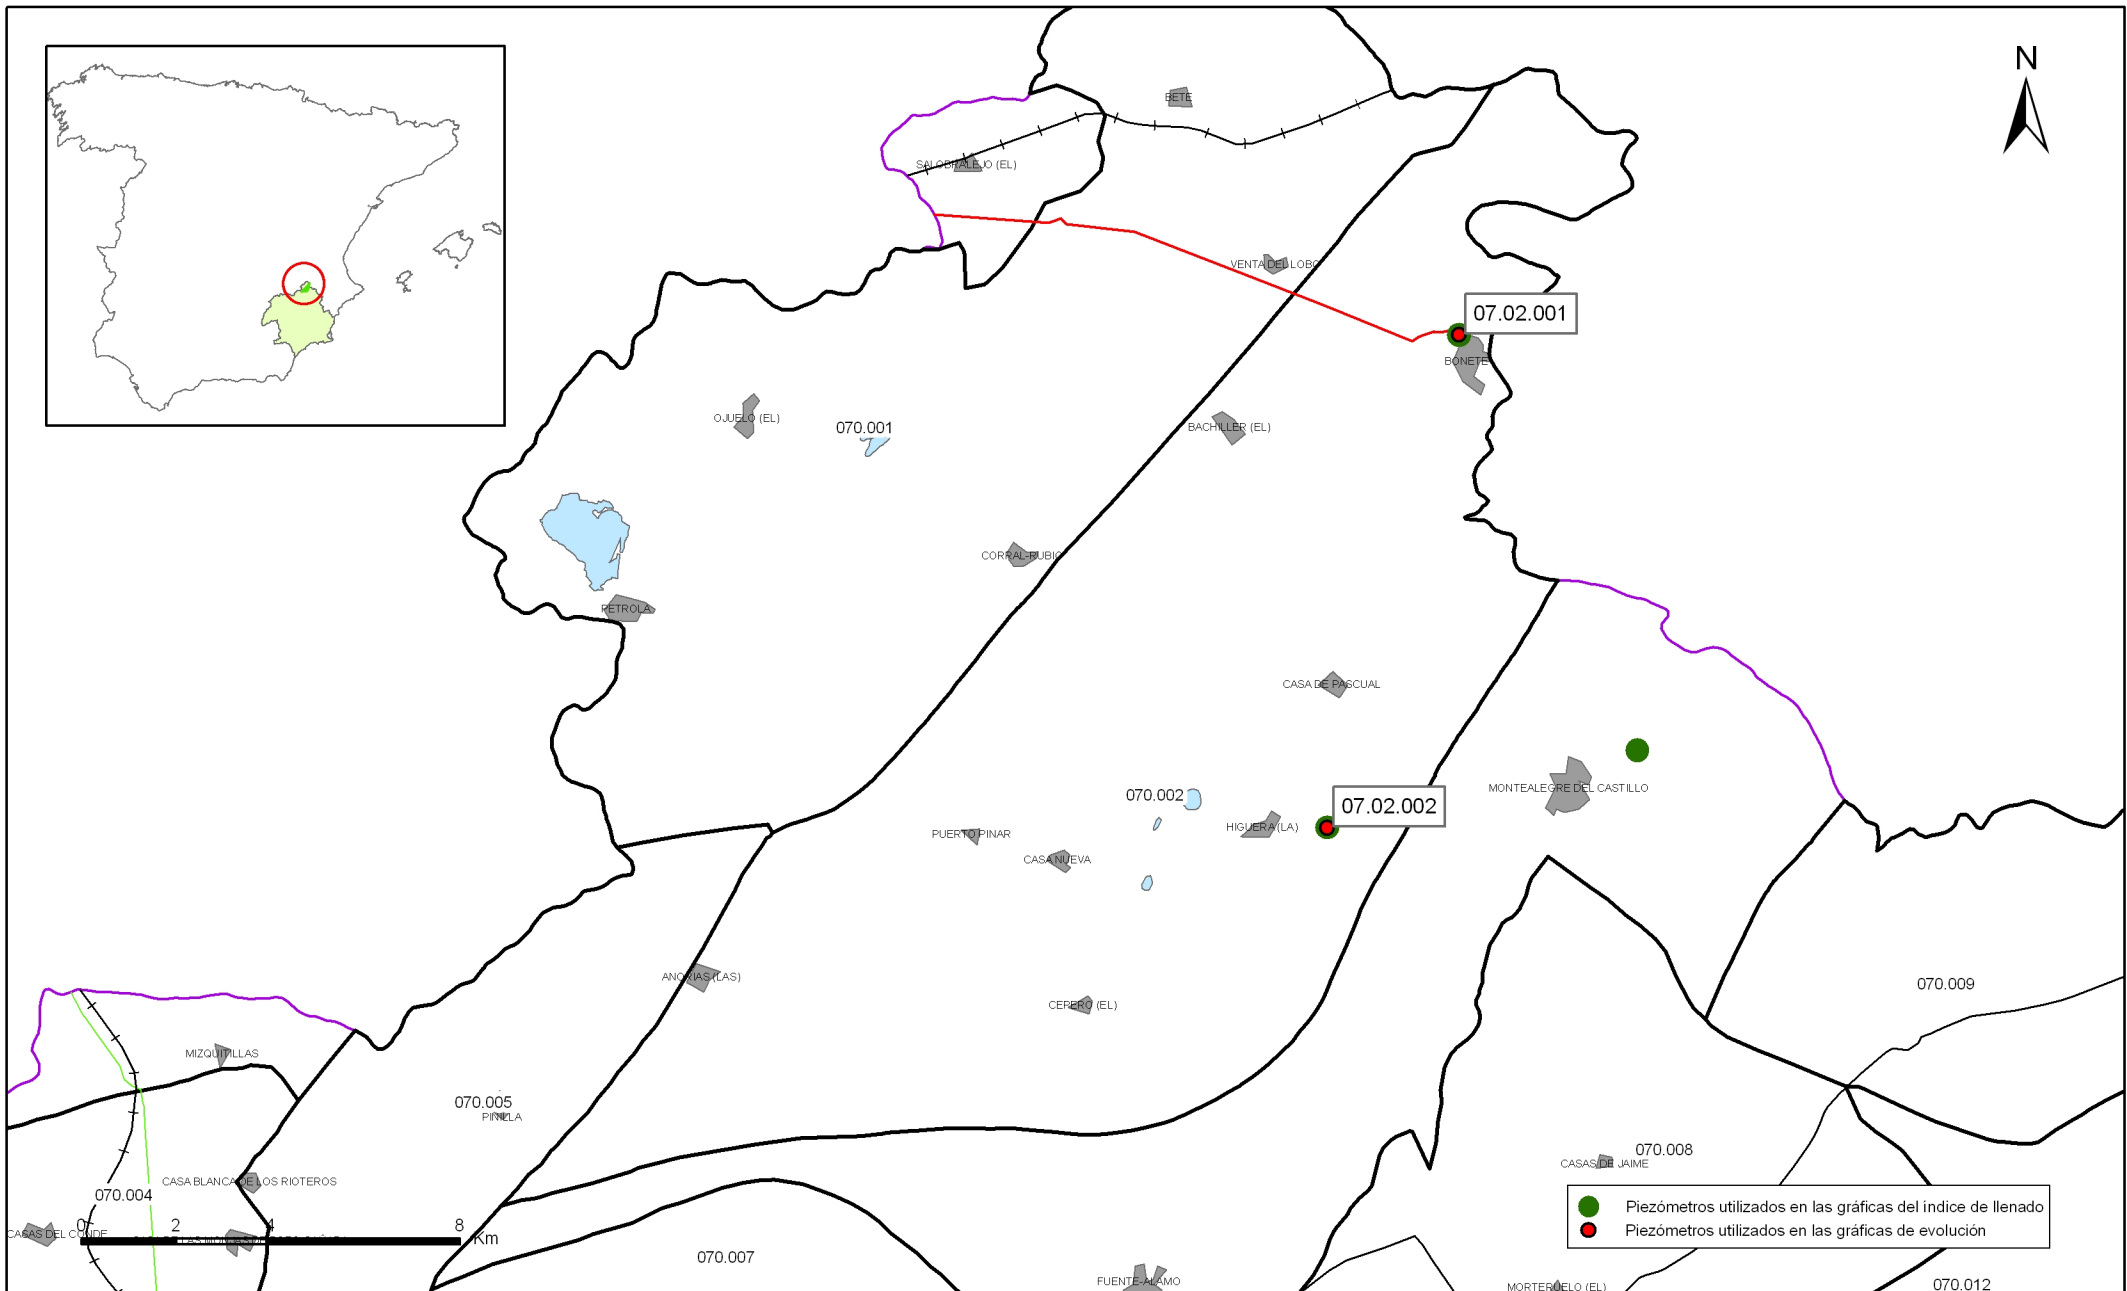 N
BETE
SALOBRALEJO (EL)
VENTA DEL LOBO
07.02.001
BONETE
OJUELO (EL)
070.001
BACHILLER (EL)
CORRAL-RUBIO
PETROLA
CASA DE PASCUAL
MONTEALEGRE DEL CASTILLO
070.002
07.02.002
HIGUERA (LA)
PUERTO PINAR
CASA NUEVA
ANORIAS (LAS)
070.009
CEPERO (EL)
MIZQUITILLAS
070.005
PINILLA
070.008
CASAS DE JAIME
CASA BLANCA DE LOS RIOTEROS
070.004
Piezómetros utilizados en las gráficas del índice de llenado
Piezómetros utilizados en las gráficas de evolución
0 2 4 8
Km
CASAS DEL CONDE
070.007
FUENTE-ALAMO
MORTERUELO (EL)
070.012